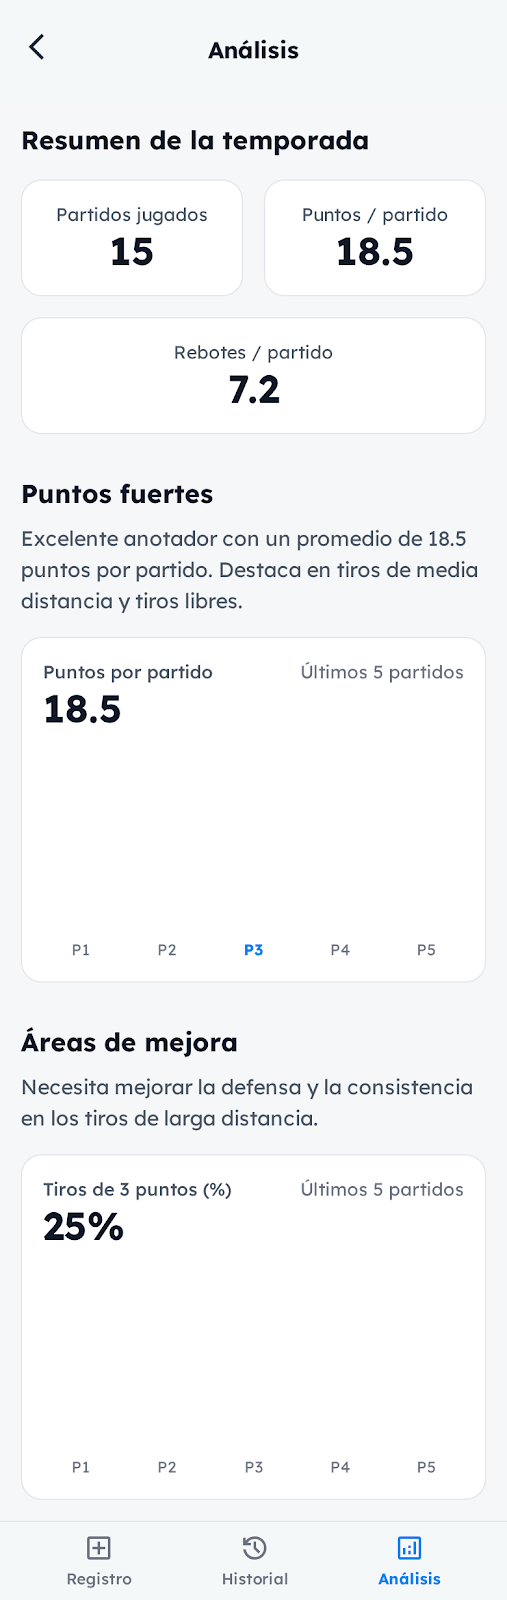 Análisis
Resumen de la temporada
Partidos jugados
15
Puntos / partido
18.5
Rebotes / partido
7.2
Puntos fuertes
Excelente anotador con un promedio de 18.5
puntos por partido. Destaca en tiros de media
distancia y tiros libres.
Puntos por partido
Últimos 5 partidos
18.5
P1 P2 P3 P4 P5
Áreas de mejora
Necesita mejorar la defensa y la consistencia
en los tiros de larga distancia.
Tiros de 3 puntos (%)
Últimos 5 partidos
25%
P1 P2 P3 P4 P5
Registro Historial Análisis